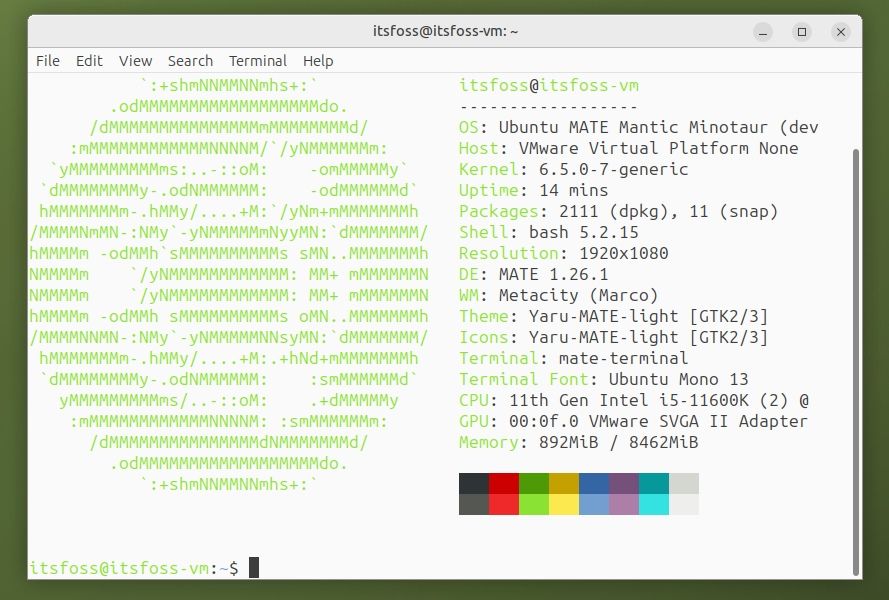 itsfoss@itsfoss-vm: ~
File Edit View Search Terminal Help
`:+shmNNMMNNmhs+:`
.odMMMMMMMMMMMMMMMMMMdo.
/dMMMMMMMMMMMMMMMmMMMMMMMMd/
:mMMMMMMMMMMMMNNNNM/`/yNMMMMMMm:
`yMMMMMMMMMms:..-::oM:    -omMMMMMy`
`dMMMMMMMMy-.odNMMMMMM:    -odMMMMMMd`
hMMMMMMMm-.hMMy/....+M:`/yNm+mMMMMMMMh
/MMMMNmMN-:NMy`-yNMMMMMmNyyMN:`dMMMMMMM/
hMMMMm -odMMh`sMMMMMMMMMMs sMN..MMMMMMMh
NMMMMm    `/yNMMMMMMMMMMMM: MM+ mMMMMMMN
NMMMMm    `/yNMMMMMMMMMMMM: MM+ mMMMMMMN
hMMMMm -odMMh sMMMMMMMMMMs oMN..MMMMMMMh
/MMMMNNMN-:NMy`-yNMMMMMNNsyMN:`dMMMMMMM/
hMMMMMMMm-.hMMy/....+M:.+hNd+mMMMMMMMh
`dMMMMMMMMy-.odNMMMMMM:    :smMMMMMMd`
yMMMMMMMMMms/..-::oM:    .+dMMMMMy
:mMMMMMMMMMMMMNNNNM: :smMMMMMMm:
/dMMMMMMMMMMMMMMMdNMMMMMMMd/
.odMMMMMMMMMMMMMMMMMMdo.
`:+shmNNMMNNmhs+:`
itsfoss@itsfoss-vm
------------------
OS: Ubuntu MATE Mantic Minotaur (dev
Host: VMware Virtual Platform None
Kernel: 6.5.0-7-generic
Uptime: 14 mins
Packages: 2111 (dpkg), 11 (snap)
Shell: bash 5.2.15
Resolution: 1920x1080
DE: MATE 1.26.1
WM: Metacity (Marco)
Theme: Yaru-MATE-light [GTK2/3]
Icons: Yaru-MATE-light [GTK2/3]
Terminal: mate-terminal
Terminal Font: Ubuntu Mono 13
CPU: 11th Gen Intel i5-11600K (2) @
GPU: 00:0f.0 VMware SVGA II Adapter
Memory: 892MiB / 8462MiB
itsfoss@itsfoss-vm:~$